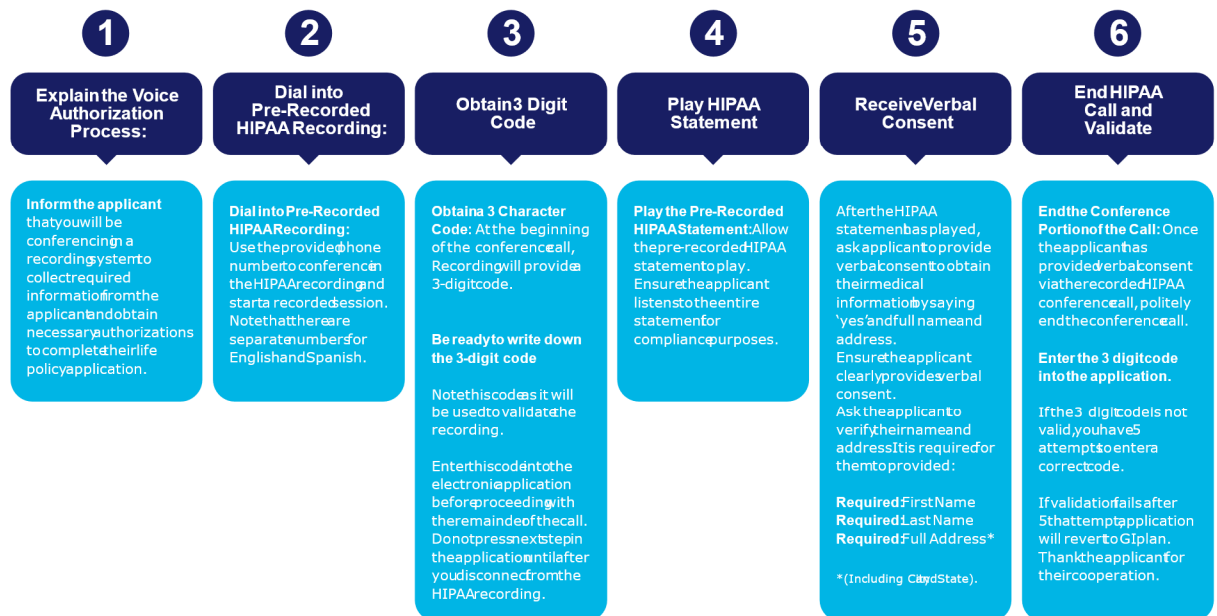 1
Explain the Voice
Authorization
Process:
Inform the applicant
that you will be
conferencing in a
recording system to
collect required
information from the
applicant and obtain
necessary authorizations
to complete their life
policy application.
2
Dial into
Pre-Recorded
HIPAA Recording:
Dial into Pre-Recorded
HIPAA Recording:
Use the provided phone
number to conference in
the HIPAA recording and
start a recorded session.
Note that there are
separate numbers for
English and Spanish.
3
Obtain 3 Digit
Code
Obtain a 3 Character
Code: At the beginning
of the conference call,
Recording will provide a
3-digit code.
Be ready to write down
the 3-digit code
Note this code as it will
be used to validate the
recording.
Enter this code into the
electronic application
before proceeding with
the remainder of the call.
Do not press next step in
the application until after
you disconnect from the
HIPAA recording.
4
Play HIPAA
Statement
Play the Pre-Recorded
HIPAA Statement: Allow
the pre-recorded HIPAA
statement to play.
Ensure the applicant
listens to the entire
statement for
compliance purposes.
5
Receive Verbal
Consent
After the HIPAA
statement has played,
ask applicant to provide
verbal consent to obtain
their medical
information by saying
‘yes’ and full name and
address.
Ensure the applicant
clearly provides verbal
consent.
Ask the applicant to
verify their name and
address. It is required for
them to provided:
Required: First Name
Required: Last Name
Required: Full Address*
*(Including City and State).
6
End HIPAA
Call and
Validate
End the Conference
Portion of the Call: Once
the applicant has
provided verbal consent
via the recorded HIPAA
conference call, politely
end the conference call.
Enter the 3 digit code
into the application.
If the 3 digit code is not
valid, you have 5
attempts to enter a
correct code.
If validation fails after
5th attempt, application
will revert to GI plan.
Thank the applicant for
their cooperation.